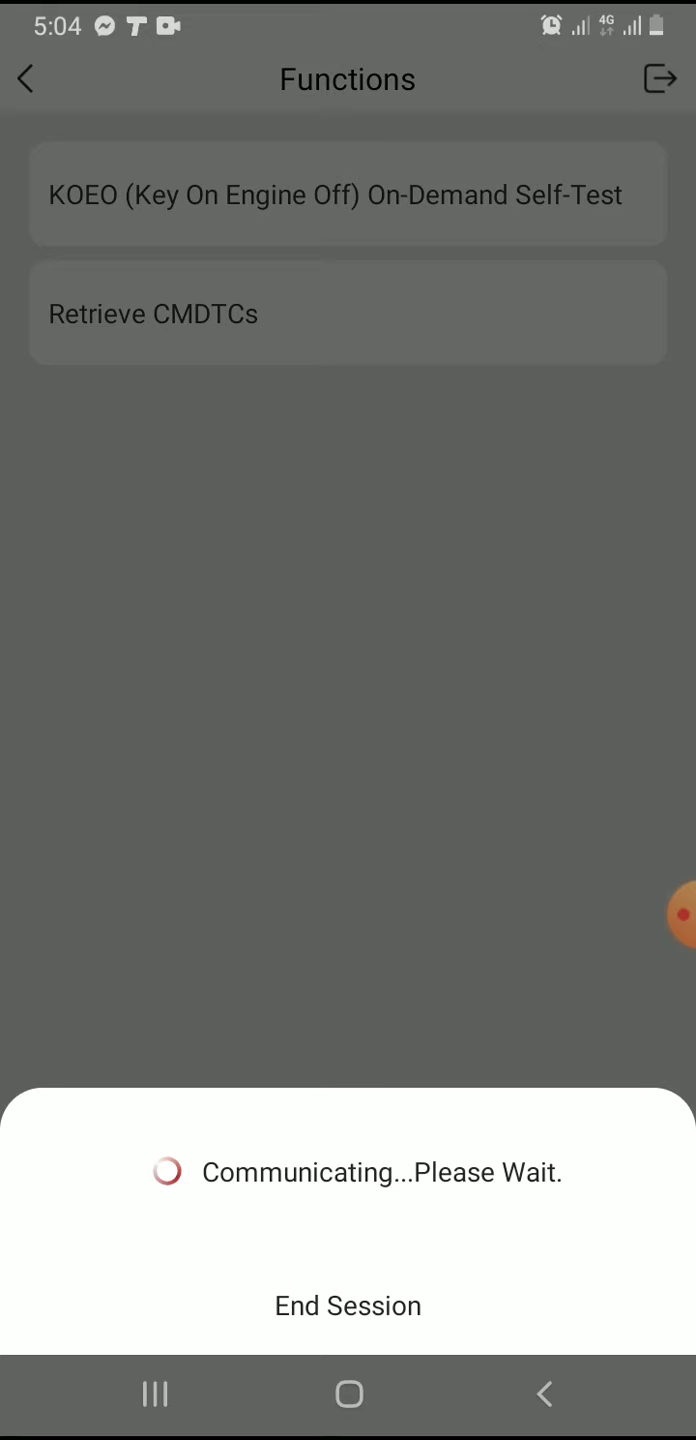 5:04
4G
Functions
KOEO (Key On Engine Off) On-Demand Self-Test
Retrieve CMDTCs
Communicating...Please Wait.
End Session